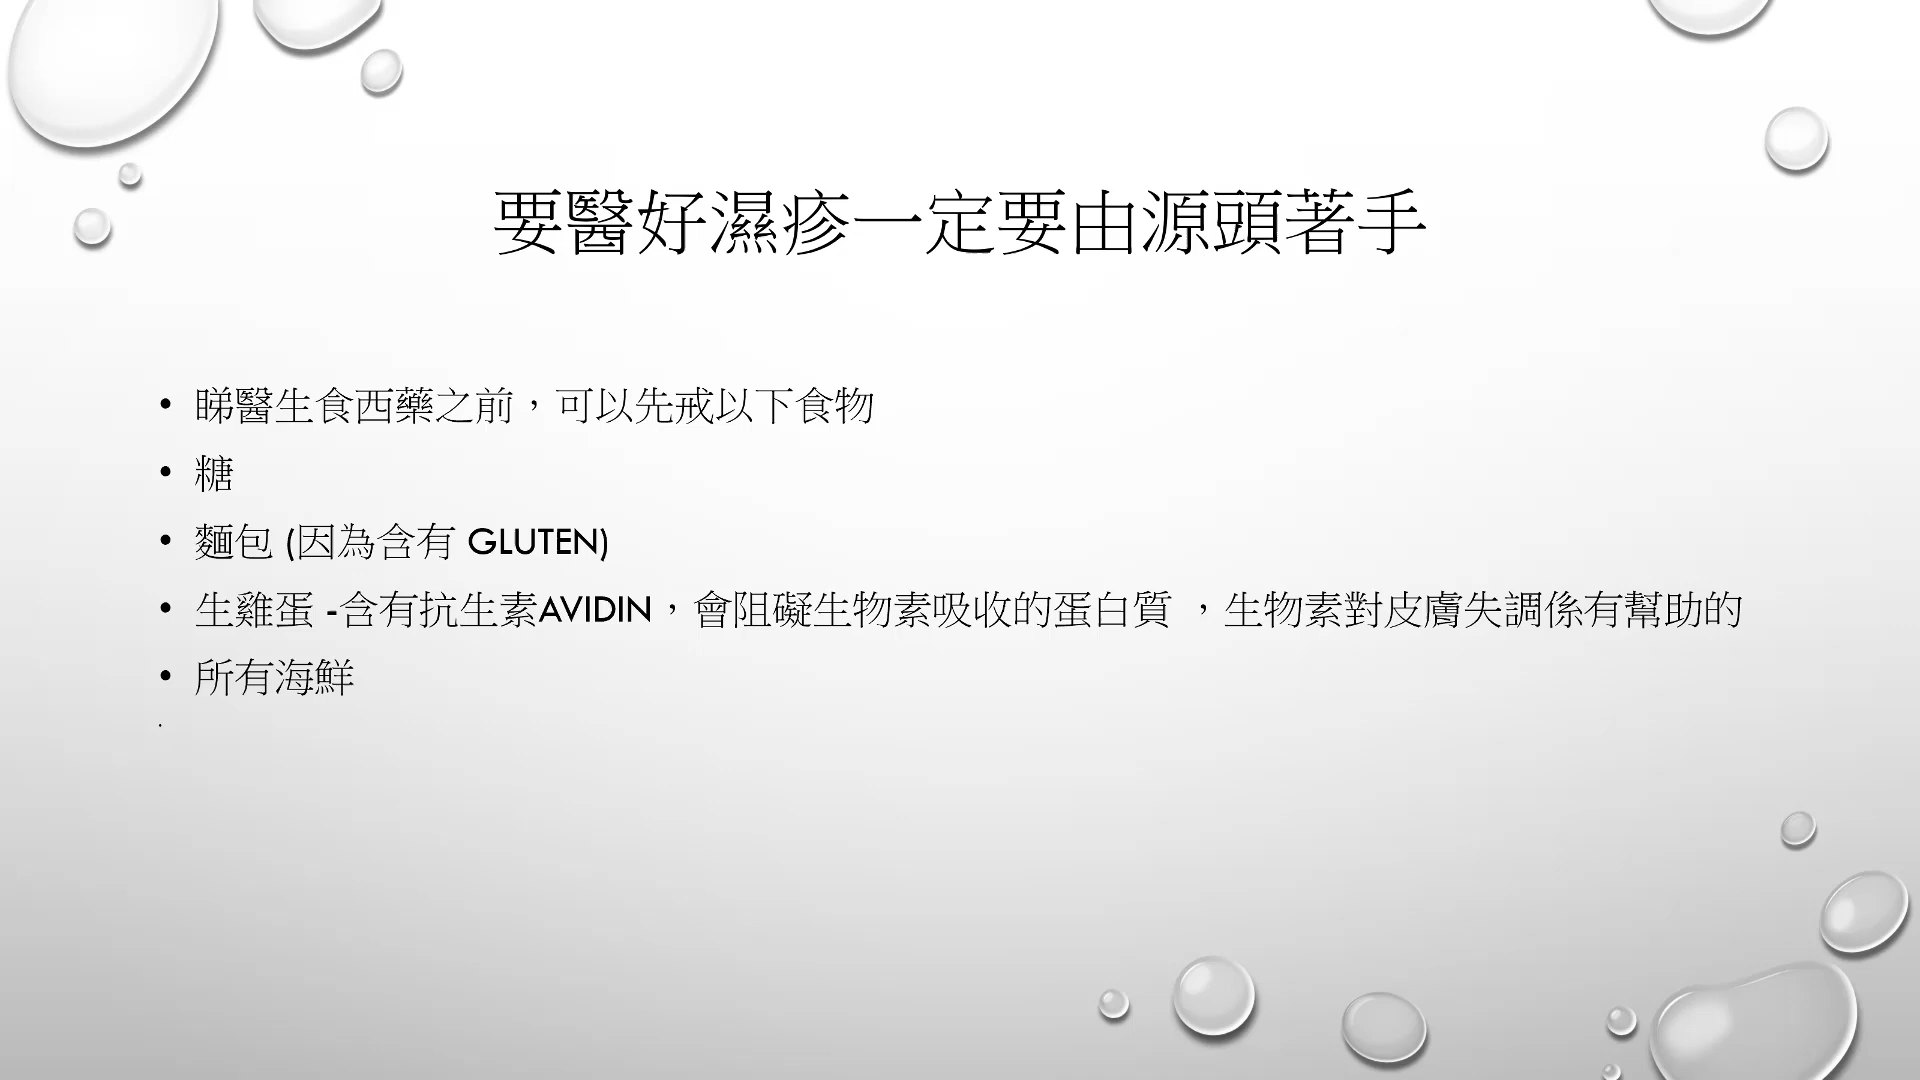 要醫好濕疹一定要由源頭著手
• 睇醫生食西藥之前，可以先戒以下食物
• 糖
• 麵包 (因為含有 GLUTEN)
• 生雞蛋 -含有抗生素AVIDIN，會阻礙生物素吸收的蛋白質 ，生物素對皮膚失調係有幫助的
• 所有海鮮